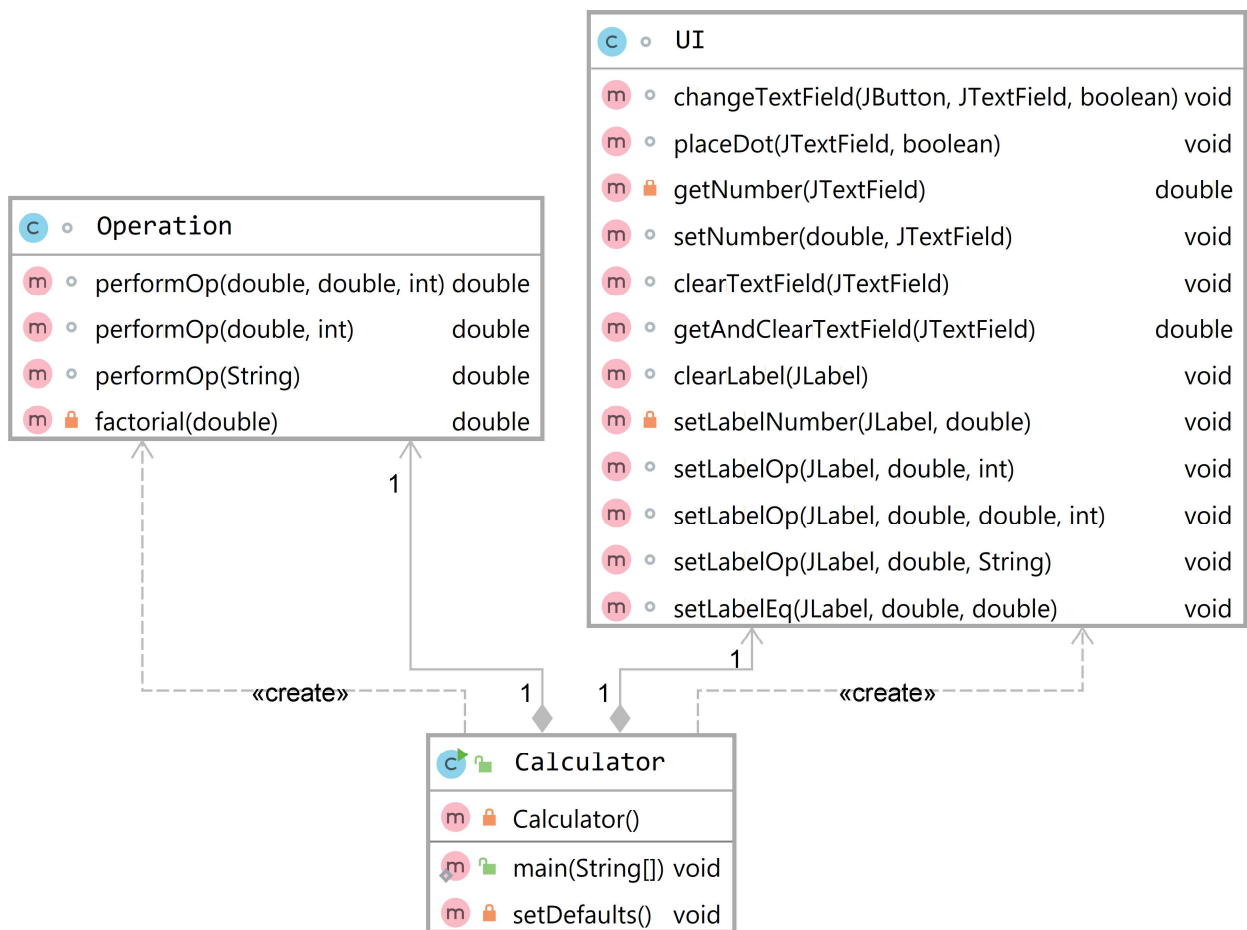 C UI
m changeTextField(JButton, JTextField, boolean) void
m placeDot(JTextField, boolean) void
m getNumber(JTextField) double
m setNumber(double, JTextField) void
m clearTextField(JTextField) void
m getAndClearTextField(JTextField) double
m clearLabel(JLabel) void
m setLabelNumber(JLabel, double) void
m setLabelOp(JLabel, double, int) void
m setLabelOp(JLabel, double, double, int) void
m setLabelOp(JLabel, double, String) void
m setLabelEq(JLabel, double, double) void
C Operation
m performOp(double, double, int) double
m performOp(double, int) double
m performOp(String) double
m factorial(double) double
1
1
«create»
1
1
«create»
C Calculator
m Calculator()
m main(String[]) void
m setDefaults() void